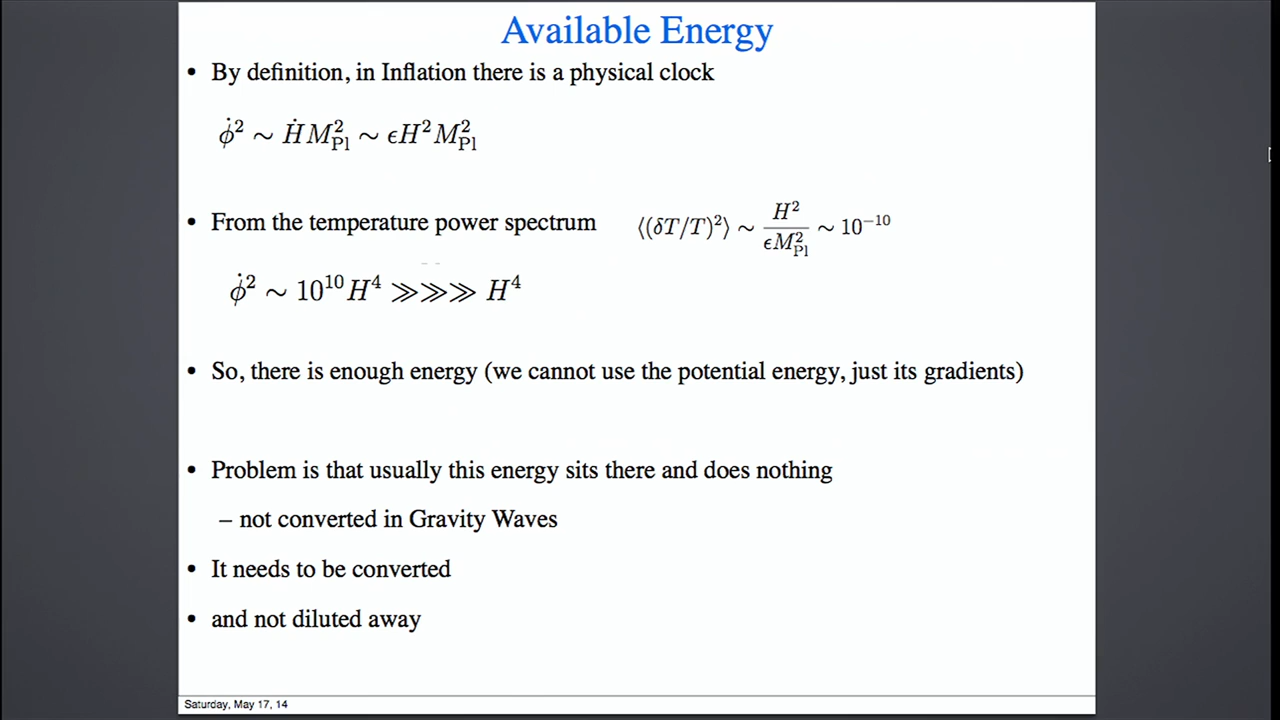 Available Energy
• By definition, in Inflation there is a physical clock
ϕ̇² ∼ ḢM²_Pl ∼ ϵH²M²_Pl
• From the temperature power spectrum ⟨(δT/T)²⟩ ∼ H²/(ϵM²_Pl) ∼ 10⁻¹⁰
ϕ̇² ∼ 10¹⁰H⁴ ⋙⋙ H⁴
• So, there is enough energy (we cannot use the potential energy, just its gradients)
• Problem is that usually this energy sits there and does nothing
– not converted in Gravity Waves
• It needs to be converted
• and not diluted away
Saturday, May 17, 14